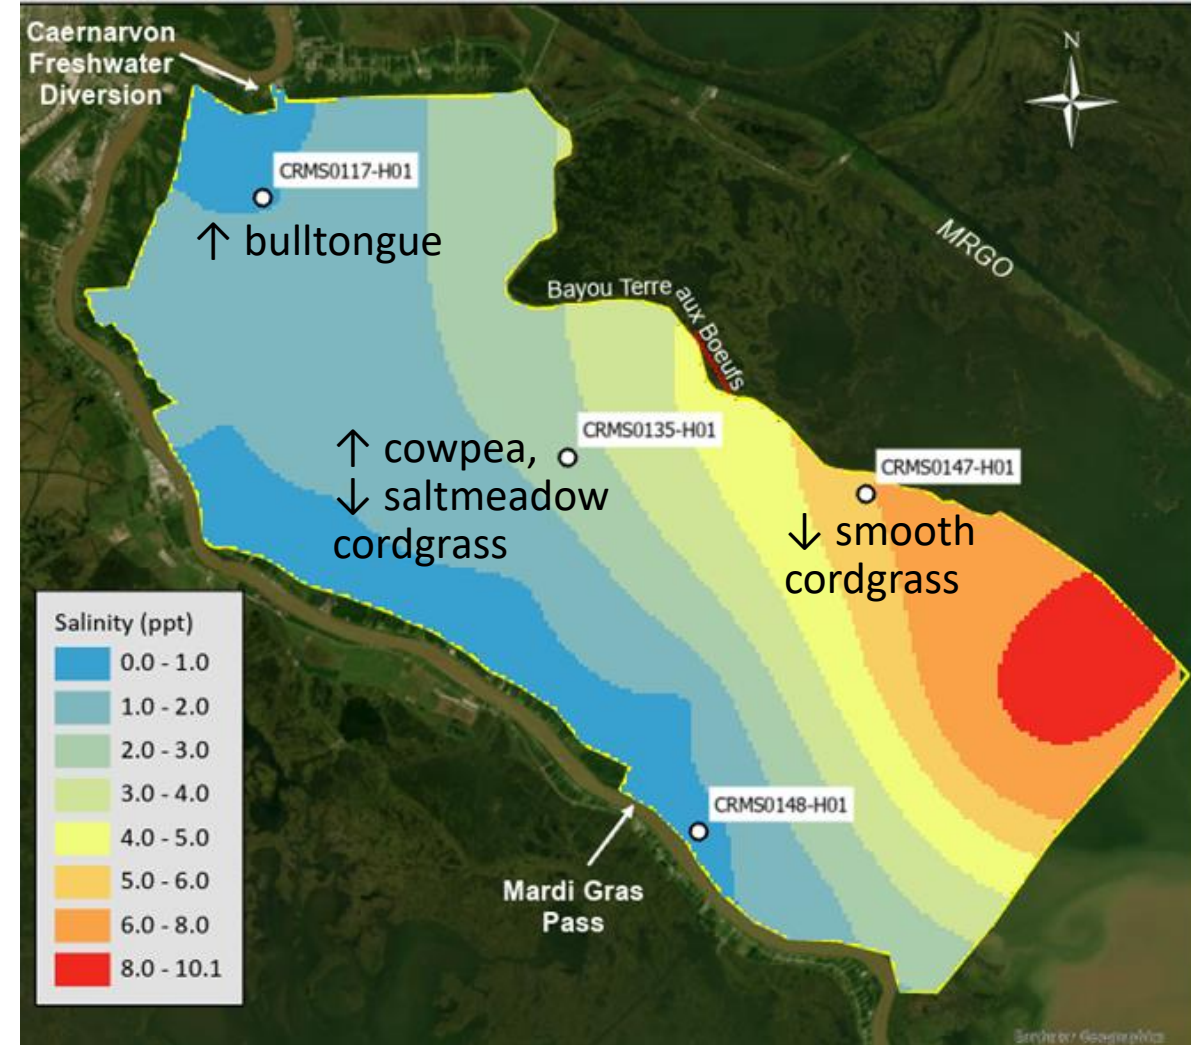 Caernarvon
Freshwater
Diversion
N
CRMS0117-H01
↑ bulltongue
MRGO
Bayou Terre aux Boeufs
CRMS0135-H01
↑ cowpea,
↓ saltmeadow
cordgrass
CRMS0147-H01
↓ smooth
cordgrass
Salinity (ppt)
0.0 - 1.0
1.0 - 2.0
2.0 - 3.0
3.0 - 4.0
4.0 - 5.0
5.0 - 6.0
6.0 - 8.0
8.0 - 10.1
CRMS0148-H01
Mardi Gras
Pass